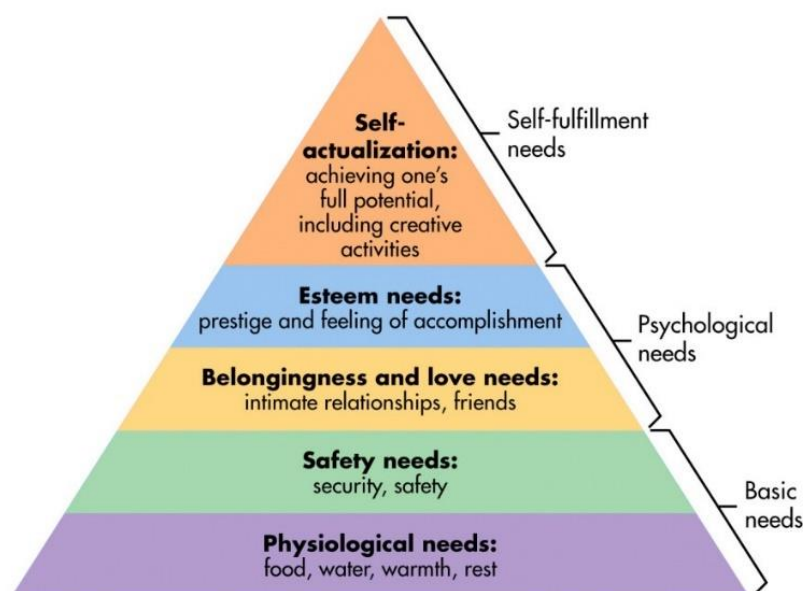 Self-
actualization:
achieving one's
full potential,
including creative
activities
Self-fulfillment
needs
Esteem needs:
prestige and feeling of accomplishment
Psychological
needs
Belongingness and love needs:
intimate relationships, friends
Safety needs:
security, safety
Basic
needs
Physiological needs:
food, water, warmth, rest